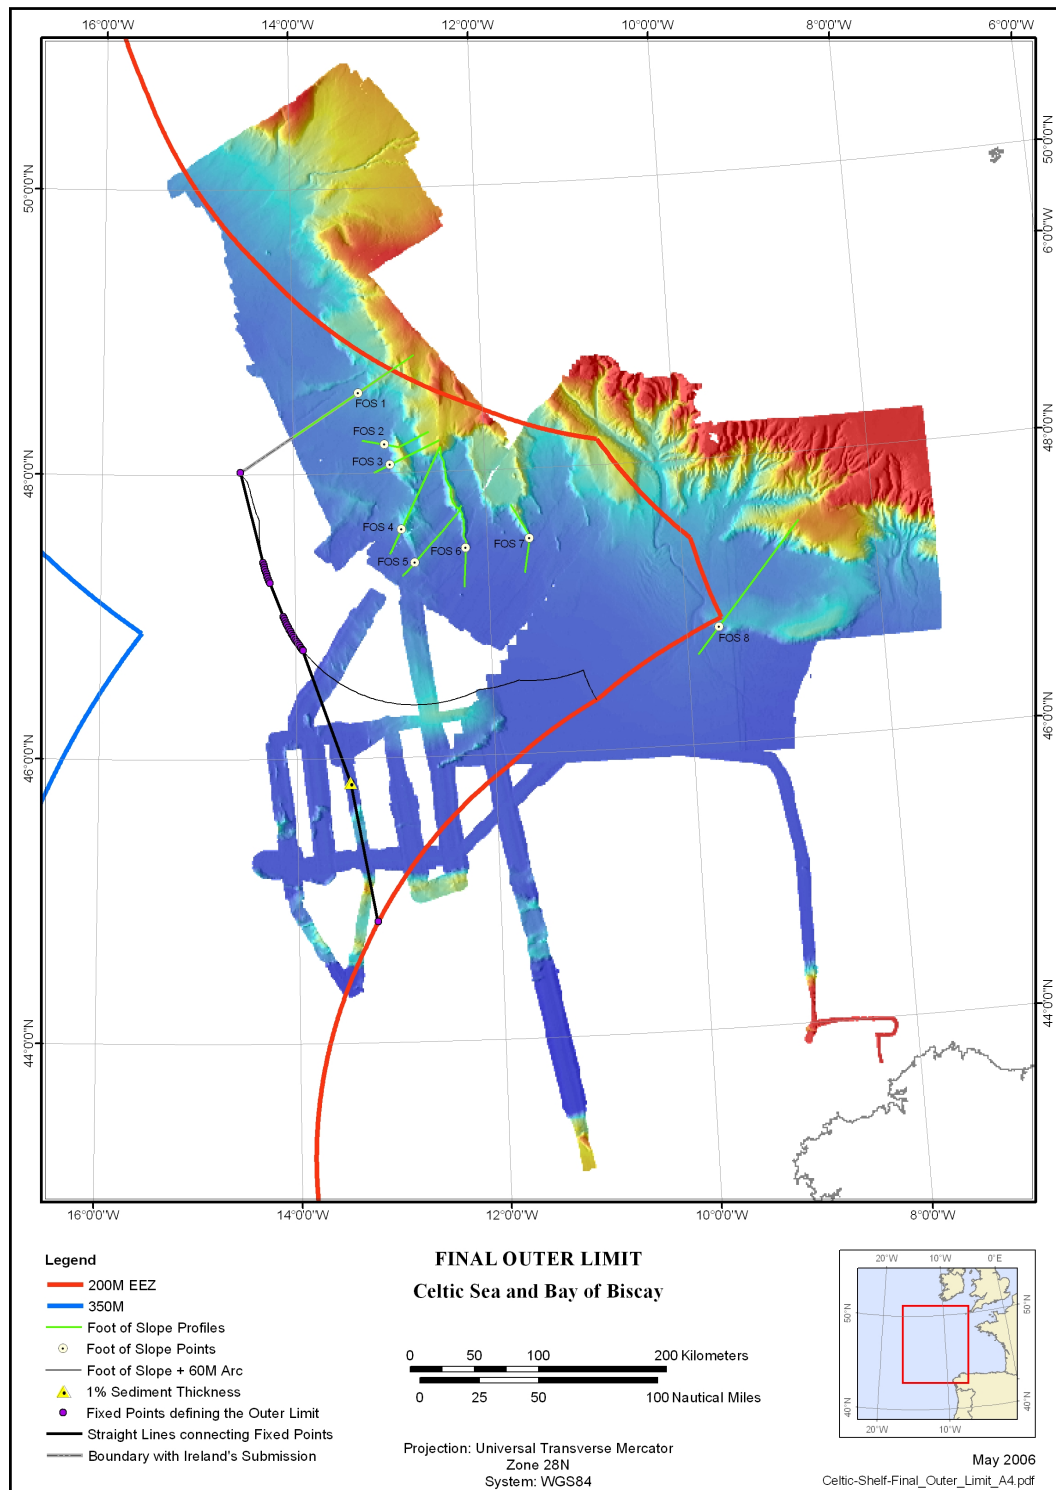 16°0'0"W 14°0'0"W 12°0'0"W 10°0'0"W 8°0'0"W 6°0'0"W
50°0'0"N
50°0'0"N
6°0'0"W
FOS 1
FOS 2
FOS 3
48°0'0"N
48°0'0"N
FOS 4
FOS 5
FOS 6
FOS 7
FOS 8
46°0'0"N
46°0'0"N
44°0'0"N
44°0'0"N
16°0'0"W 14°0'0"W 12°0'0"W 10°0'0"W 8°0'0"W
Legend
200M EEZ
350M
Foot of Slope Profiles
Foot of Slope Points
Foot of Slope + 60M Arc
1% Sediment Thickness
Fixed Points defining the Outer Limit
Straight Lines connecting Fixed Points
Boundary with Ireland's Submission
FINAL OUTER LIMIT
Celtic Sea and Bay of Biscay
0 50 100 200 Kilometers
0 25 50 100 Nautical Miles
Projection: Universal Transverse Mercator
Zone 28N
System: WGS84
20°W 10°W 0°E
50°N
50°N
40°N
40°N
20°W 10°W
May 2006
Celtic-Shelf-Final_Outer_Limit_A4.pdf